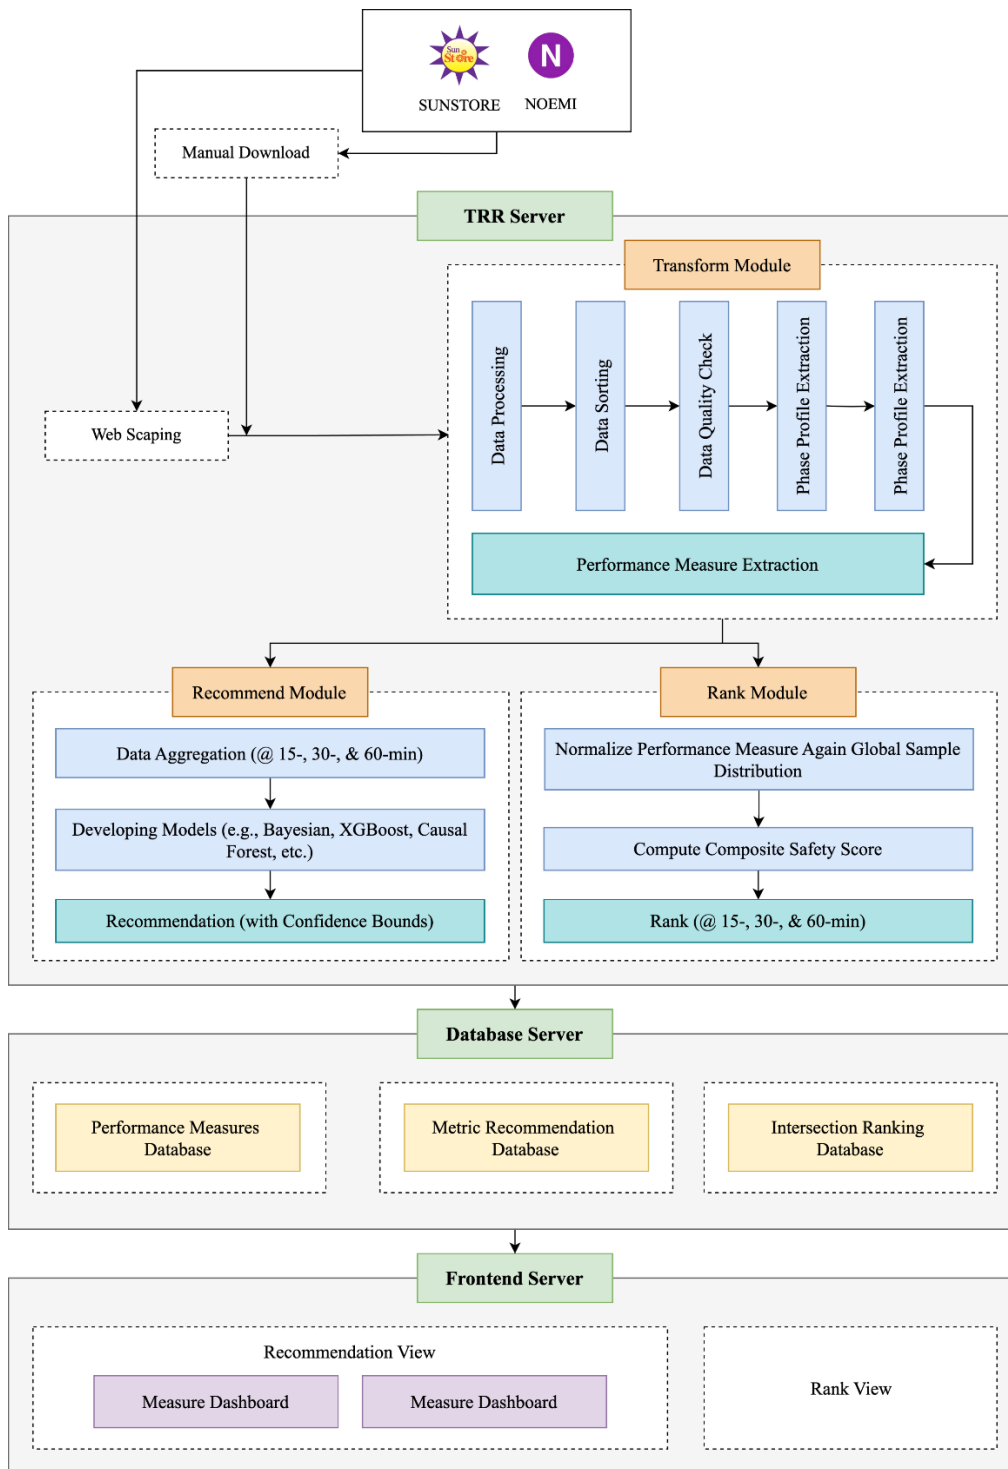 Sun
Store
N
SUNSTORE
NOEMI
Manual Download
TRR Server
Transform Module
Data Processing
Data Sorting
Data Quality Check
Phase Profile Extraction
Phase Profile Extraction
Web Scaping
Performance Measure Extraction
Recommend Module
Data Aggregation (@ 15-, 30-, & 60-min)
Developing Models (e.g., Bayesian, XGBoost, Causal
Forest, etc.)
Recommendation (with Confidence Bounds)
Rank Module
Normalize Performance Measure Again Global Sample
Distribution
Compute Composite Safety Score
Rank (@ 15-, 30-, & 60-min)
Database Server
Performance Measures
Database
Metric Recommendation
Database
Intersection Ranking
Database
Frontend Server
Recommendation View
Measure Dashboard
Measure Dashboard
Rank View